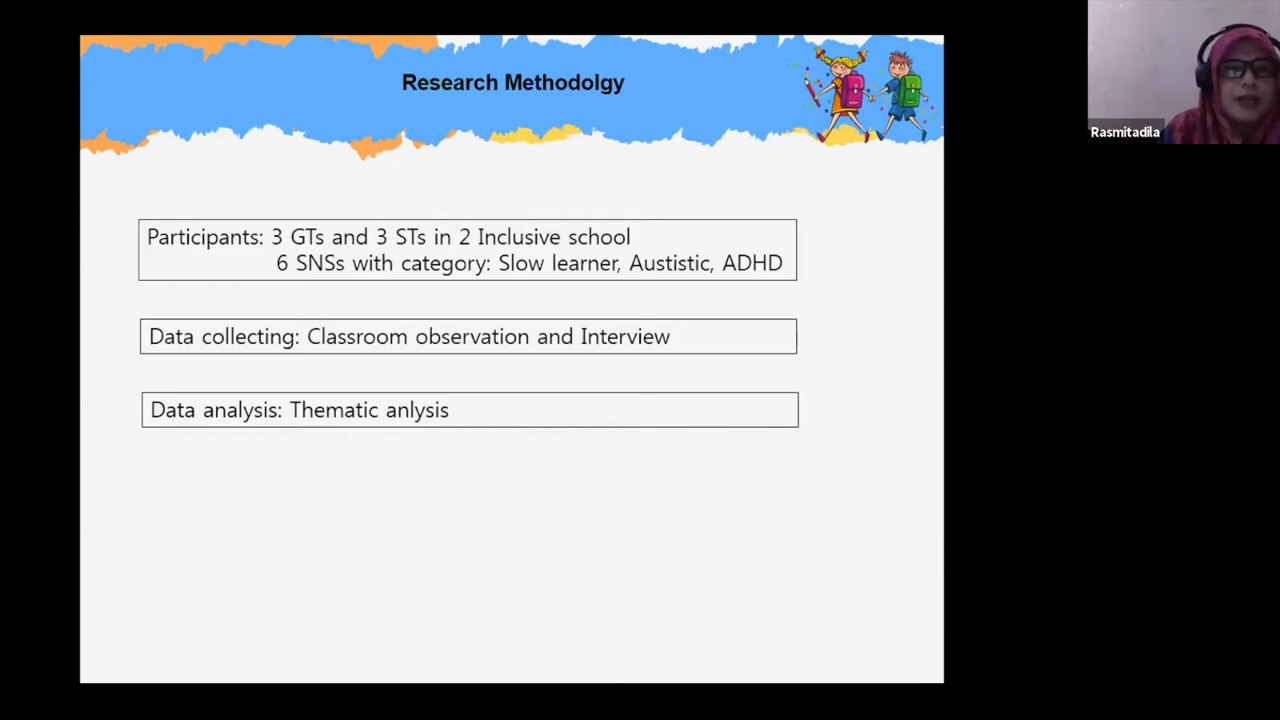 Research Methodolgy
Rasmitadila
Participants: 3 GTs and 3 STs in 2 Inclusive school
6 SNSs with category: Slow learner, Austistic, ADHD
Data collecting: Classroom observation and Interview
Data analysis: Thematic anlysis